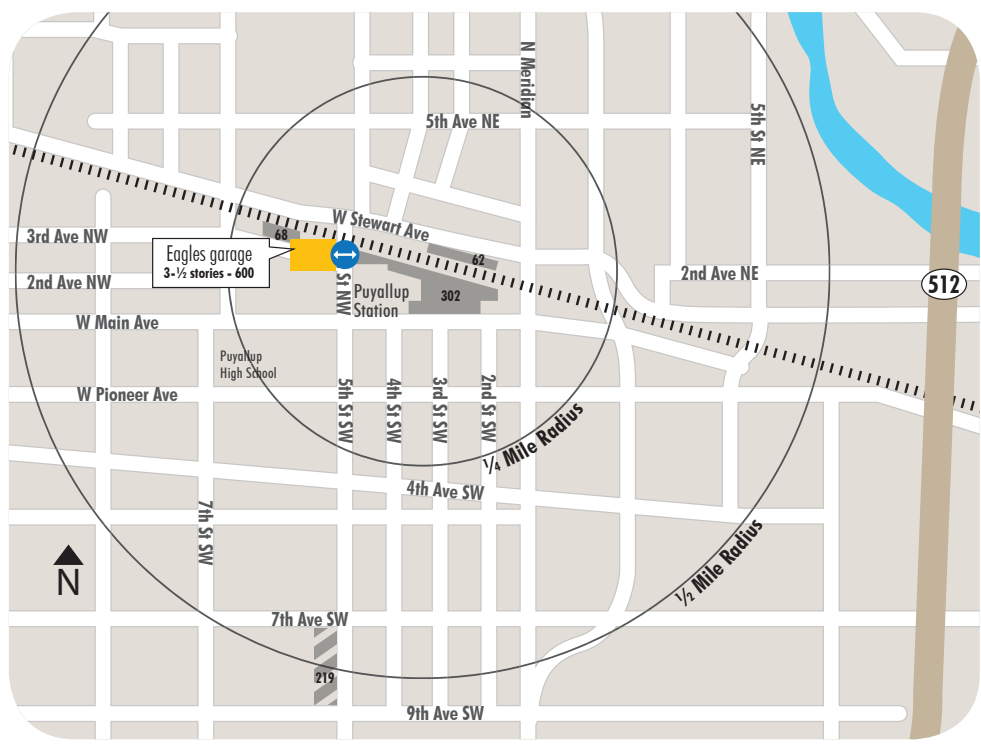 N Meridian
5th Ave NE
5th St NE
W Stewart Ave
3rd Ave NW
68
Eagles garage
3-½ stories - 600
62
2nd Ave NW
2nd Ave NE
512
St NW
Puyallup
Station
302
W Main Ave
Puyallup
High School
W Pioneer Ave
5th St SW
4th St SW
3rd St SW
2nd St SW
¼ Mile Radius
4th Ave SW
7th St SW
½ Mile Radius
N
7th Ave SW
219
9th Ave SW